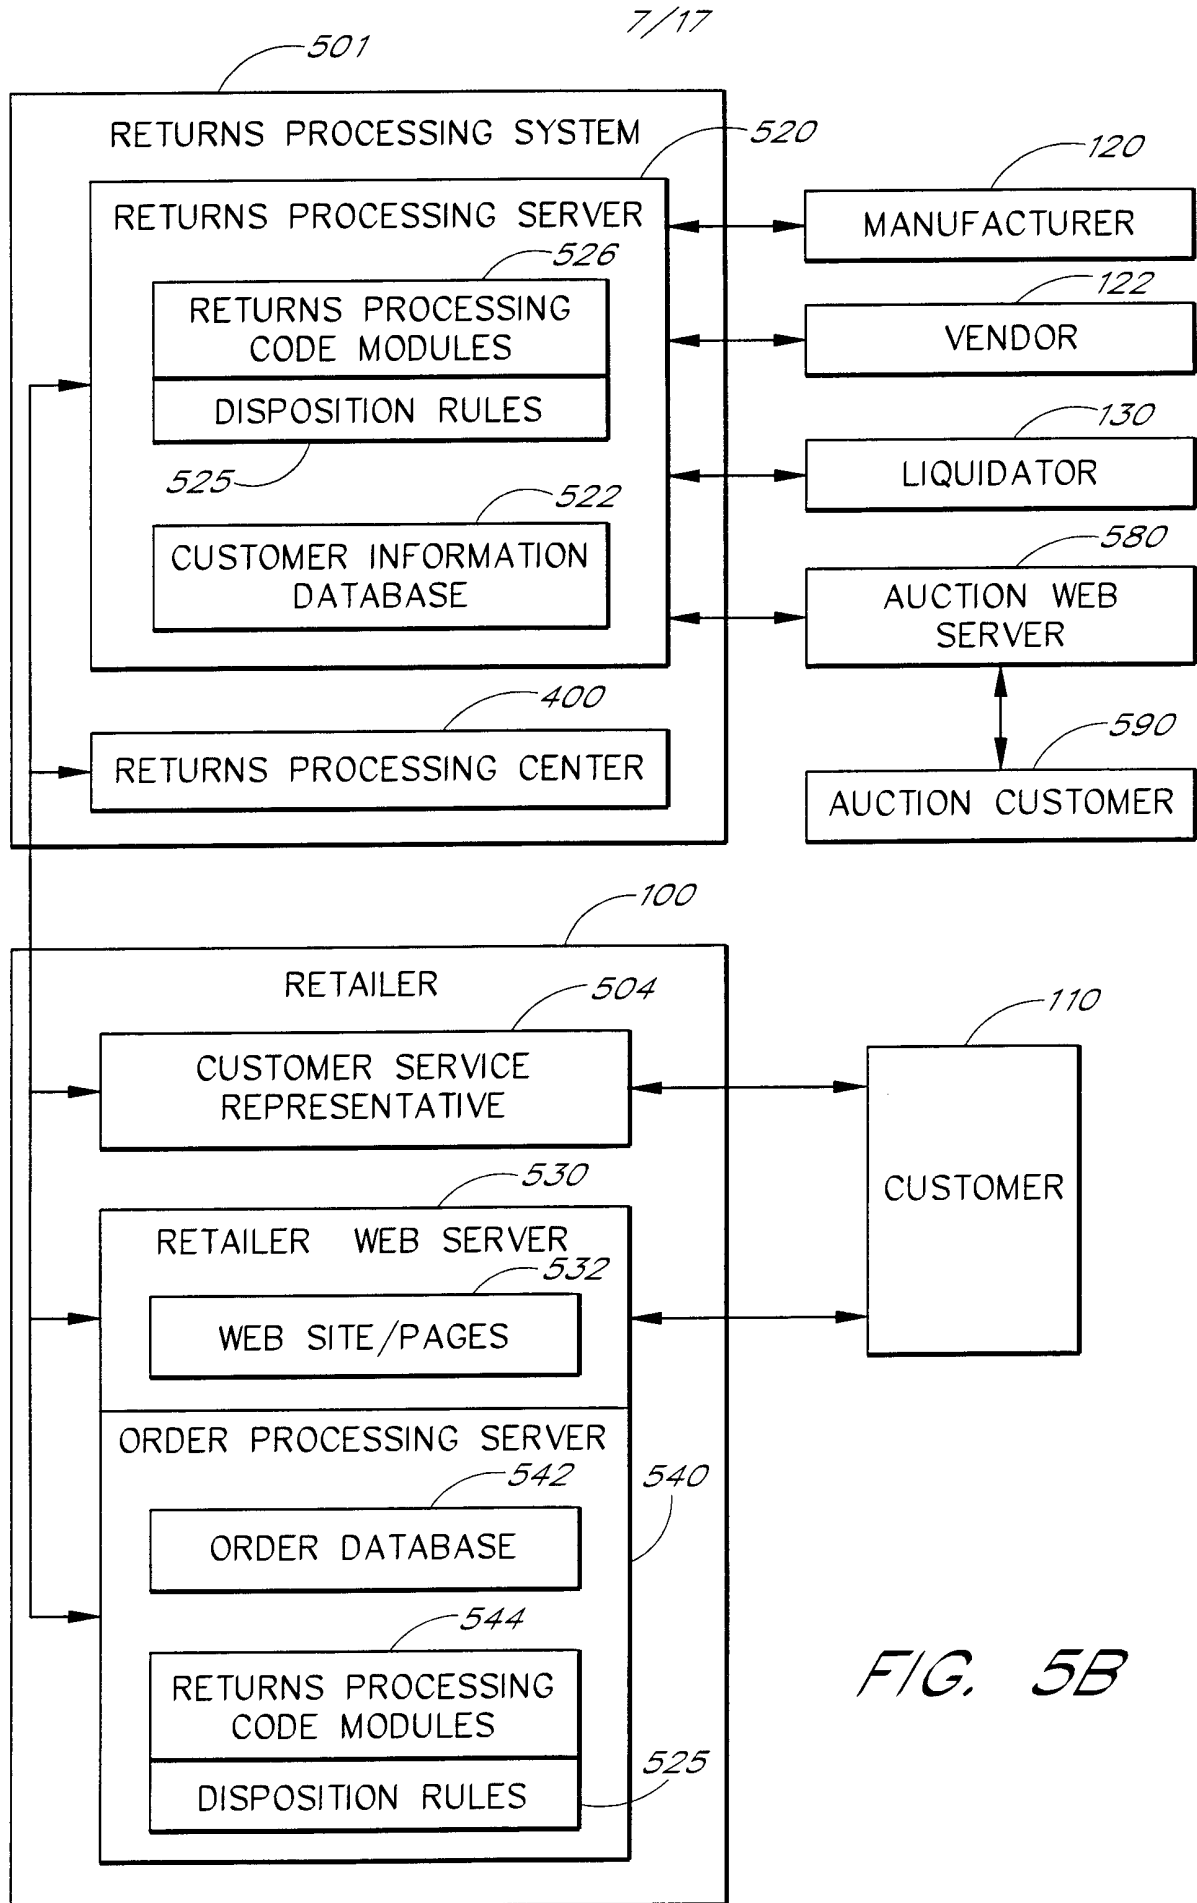 7/17
501
RETURNS PROCESSING SYSTEM
520
RETURNS PROCESSING SERVER
526
RETURNS PROCESSING
CODE MODULES
DISPOSITION RULES
525
522
CUSTOMER INFORMATION
DATABASE
400
RETURNS PROCESSING CENTER
120
MANUFACTURER
122
VENDOR
130
LIQUIDATOR
580
AUCTION WEB
SERVER
590
AUCTION CUSTOMER
100
RETAILER
504
CUSTOMER SERVICE
REPRESENTATIVE
530
RETAILER WEB SERVER
532
WEB SITE/PAGES
ORDER PROCESSING SERVER
542
540
ORDER DATABASE
544
RETURNS PROCESSING
CODE MODULES
DISPOSITION RULES
525
110
CUSTOMER
FIG. 5B